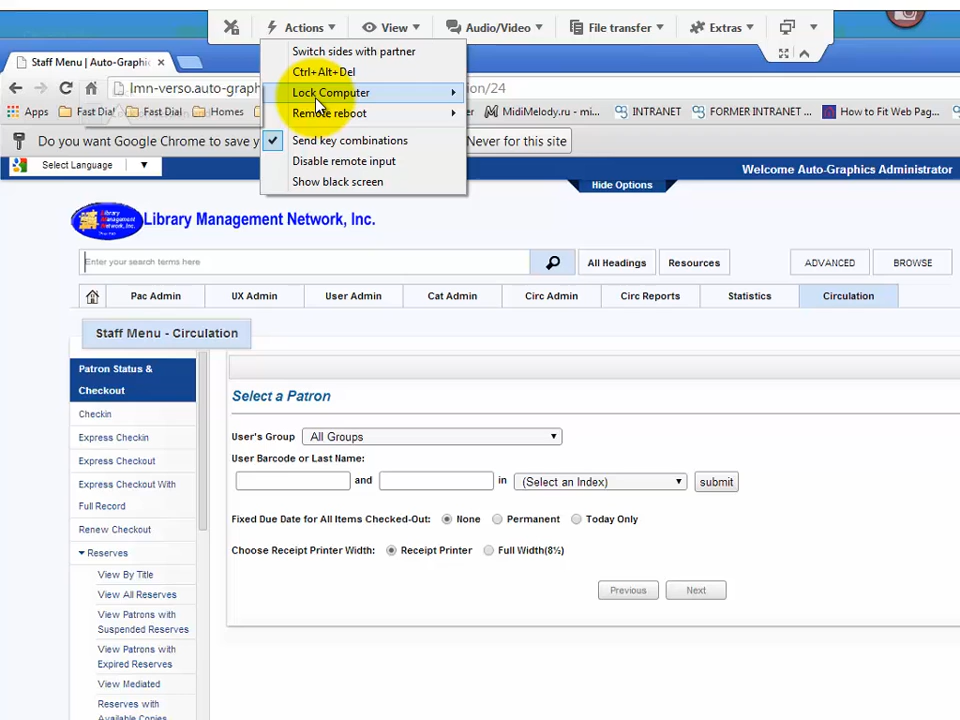 Actions
View
Audio/Video
File transfer
Extras
Switch sides with partner
Ctrl+Alt+Del
Lock Computer
Remote reboot
Send key combinations
Disable remote input
Show black screen
Staff Menu | Auto-Graphic
lmn-verso.auto-graph
ion/24
Apps
Fast Dial
Fast Dial
Homes
MidiMelody.ru - mi...
INTRANET
FORMER INTRANET ...
How to Fit Web Pag...
Do you want Google Chrome to save y
Never for this site
Select Language
Welcome Auto-Graphics Administrator
Hide Options
Library Management Network, Inc.
Enter your search terms here
All Headings
Resources
ADVANCED
BROWSE
Pac Admin
UX Admin
User Admin
Cat Admin
Circ Admin
Circ Reports
Statistics
Circulation
Staff Menu - Circulation
Patron Status &
Checkout
Checkin
Express Checkin
Express Checkout
Express Checkout With
Full Record
Renew Checkout
Reserves
View By Title
View All Reserves
View Patrons with
Suspended Reserves
View Patrons with
Expired Reserves
View Mediated
Reserves with
Available Copies
Select a Patron
User's Group
All Groups
User Barcode or Last Name:
and
in
(Select an Index)
submit
Fixed Due Date for All Items Checked-Out:
None
Permanent
Today Only
Choose Receipt Printer Width:
Receipt Printer
Full Width(8½)
Previous
Next